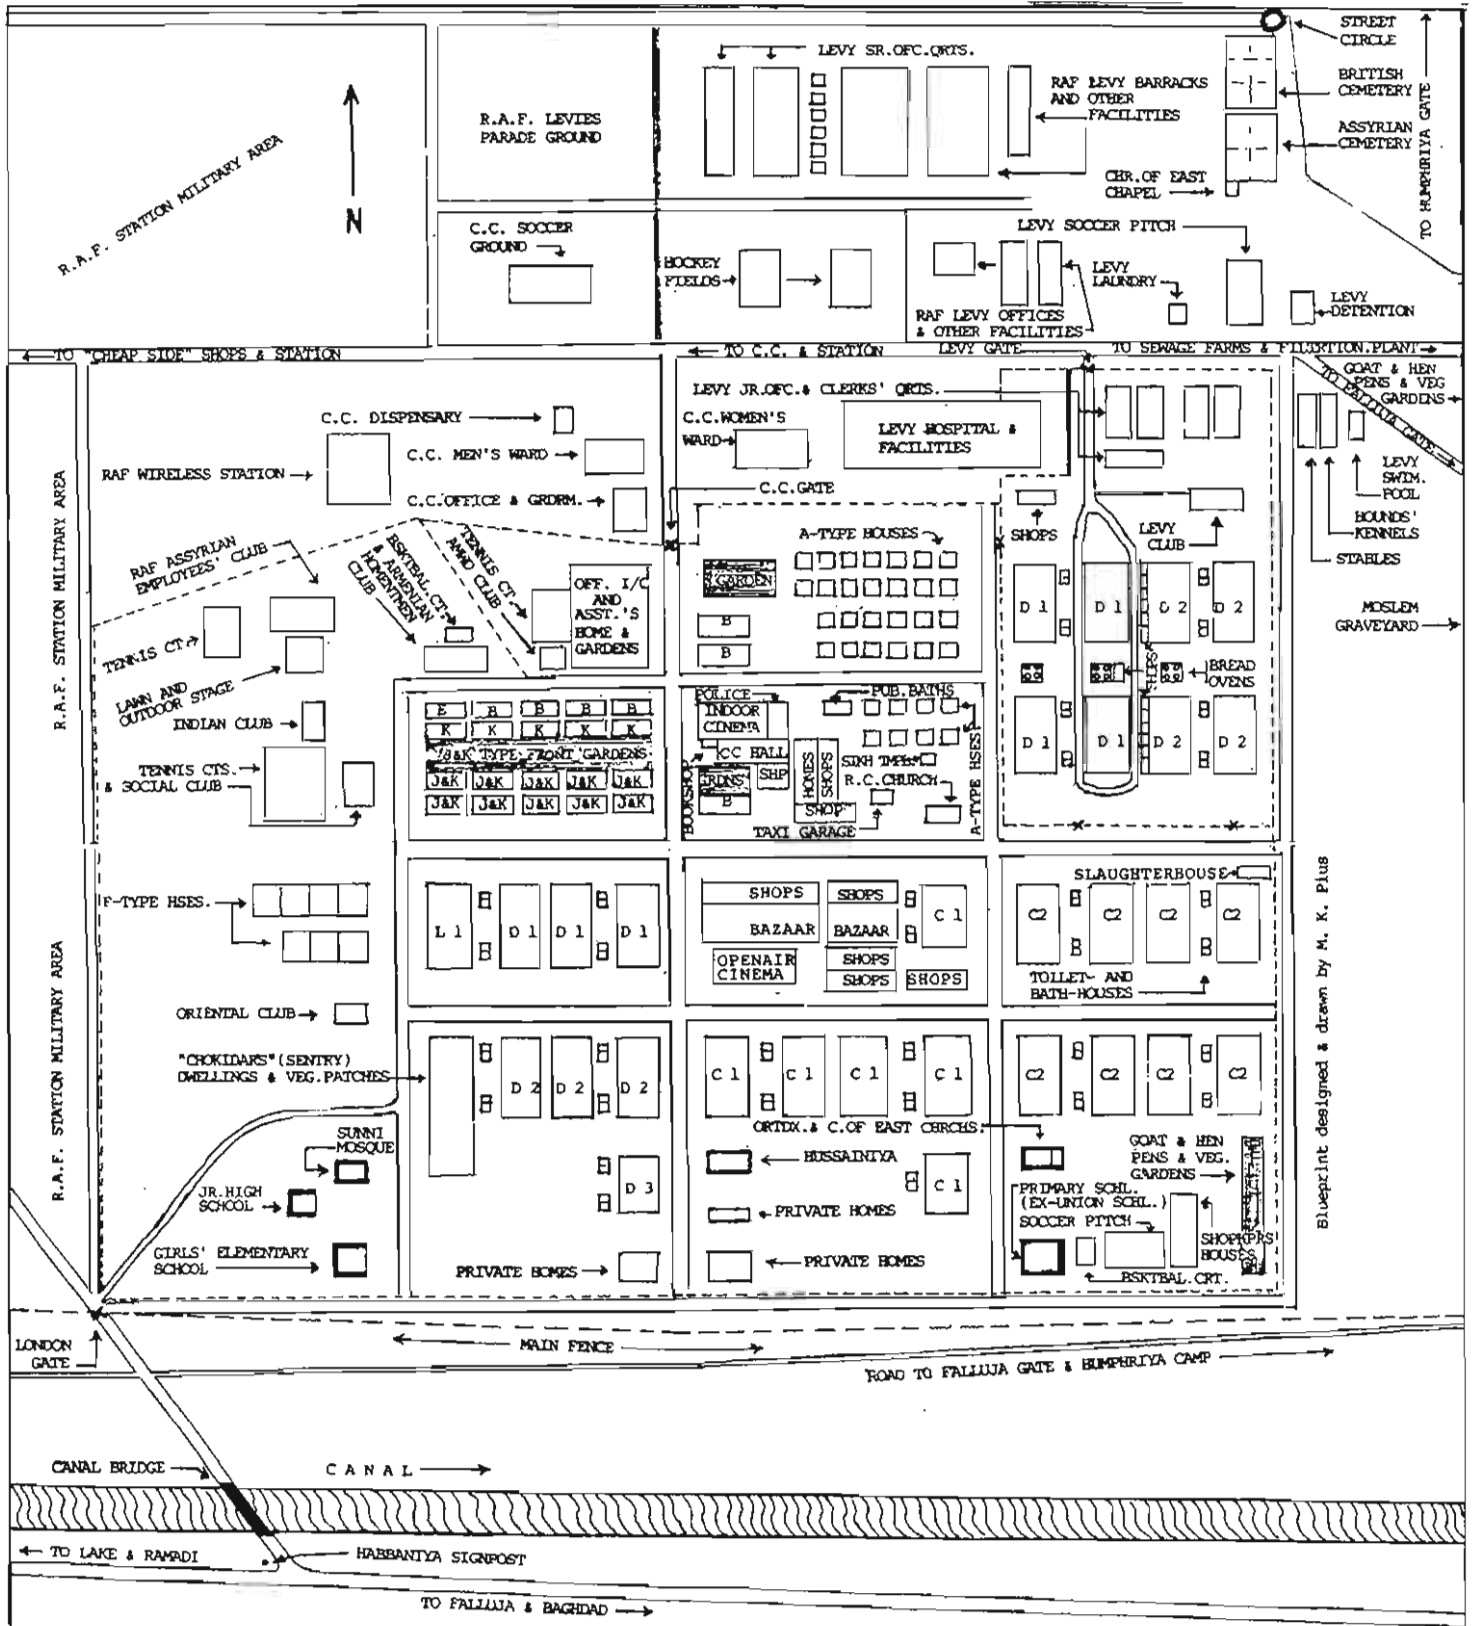 STREET
CIRCLE
LEVY SR.OFC.QRTS.
BRITISH
CEMETERY
RAF LEVY BARRACKS
AND OTHER
FACILITIES
R.A.F. LEVIES
PARADE GROUND
ASSYRIAN
CEMETERY
TO HUMPHRIYA GATE
R.A.F. STATION MILITARY AREA
N
CHR.OF EAST
CHAPEL
C.C. SOCCER
GROUND
LEVY SOCCER PITCH
HOCKEY
FIELDS
LEVY
LAUNDRY
LEVY
DETENTION
RAF LEVY OFFICES
& OTHER FACILITIES
TO "CHEAP SIDE" SHOPS & STATION
TO C.C. & STATION
LEVY GATE
TO SEWAGE FARMS & FILTERTION.PLANT
GOAT & HEN
PENS & VEG
GARDENS
TO FALLUJA GATE
LEVY JR.OFC.& CLERKS' QRTS.
C.C. DISPENSARY
C.C.WOMEN'S
WARD
LEVY HOSPITAL &
FACILITIES
C.C. MEN'S WARD
RAF WIRELESS STATION
C.C.OFFICE & GRDRM.
C.C.GATE
LEVY
SWIM.
POOL
HOUNDS'
KENNELS
STABLES
SHOPS
LEVY
CLUB
A-TYPE HOUSES
R.A.F. STATION MILITARY AREA
RAF ASSYRIAN
EMPLOYEES' CLUB
BSKTBAL.CT.
& ARMENIAN
HOMENTMEN
CLUB
TENNIS CT
AMMO CLUB
OFF. I/C
AND
ASST.'S
HOME &
GARDENS
GARDEN
B
B
D 1
D 1
D 2
D 2
MOSLEM
GRAVEYARD
TENNIS CT
LAWN AND
OUTDOOR STAGE
SHOPS
BREAD
OVENS
INDIAN CLUB
TENNIS CTS.
& SOCIAL CLUB
E B B B B
K K K K K
B&K TYPE FRONT GARDENS
J&K J&K J&K J&K J&K
J&K J&K J&K J&K J&K
POLICE
PUB.BATHS
INDOOR
CINEMA
CC HALL
SHP
GRDNS
B
BOOKSHOP
HOMES
SHOPS
SHOP
SIKH TMPL
R.C.CHURCH
TAXI GARAGE
A-TYPE HSES
D 1
D 1
D 2
D 2
F-TYPE HSES.
L 1
D 1
D 1
D 1
SHOPS
BAZAAR
SHOPS
BAZAAR
C 1
OPENAIR
CINEMA
SHOPS
SHOPS
SHOPS
SLAUGHTERHOUSE
C2
C2
C2
C2
TOLLET- AND
BATH-HOUSES
R.A.F. STATION MILITARY AREA
ORIENTAL CLUB
"CHOKIDARS"(SENTRY)
DWELLINGS & VEG.PATCHES
D 2
D 2
D 2
C 1
C 1
C 1
C 1
C2
C2
C2
C2
Blueprint designed & drawn by M. K. Pius
ORTDX.& C.OF EAST CHRCHS.
SUNNI
MOSQUE
JR.HIGH
SCHOOL
GIRLS' ELEMENTARY
SCHOOL
D 3
HUSSAINIYA
C 1
PRIVATE HOMES
PRIVATE HOMES
PRIVATE HOMES
GOAT & HEN
PENS & VEG.
GARDENS
PRIMARY SCHL.
(EX-UNION SCHL.)
SOCCER PITCH
SHOPKPRS
HOUSES
BSKTBAL.CRT.
LONDON
GATE
MAIN FENCE
ROAD TO FALLUJA GATE & HUMPHRIYA CAMP
CANAL BRIDGE
CANAL
TO LAKE & RAMADI
HABBANIYA SIGNPOST
TO FALLUJA & BAGHDAD